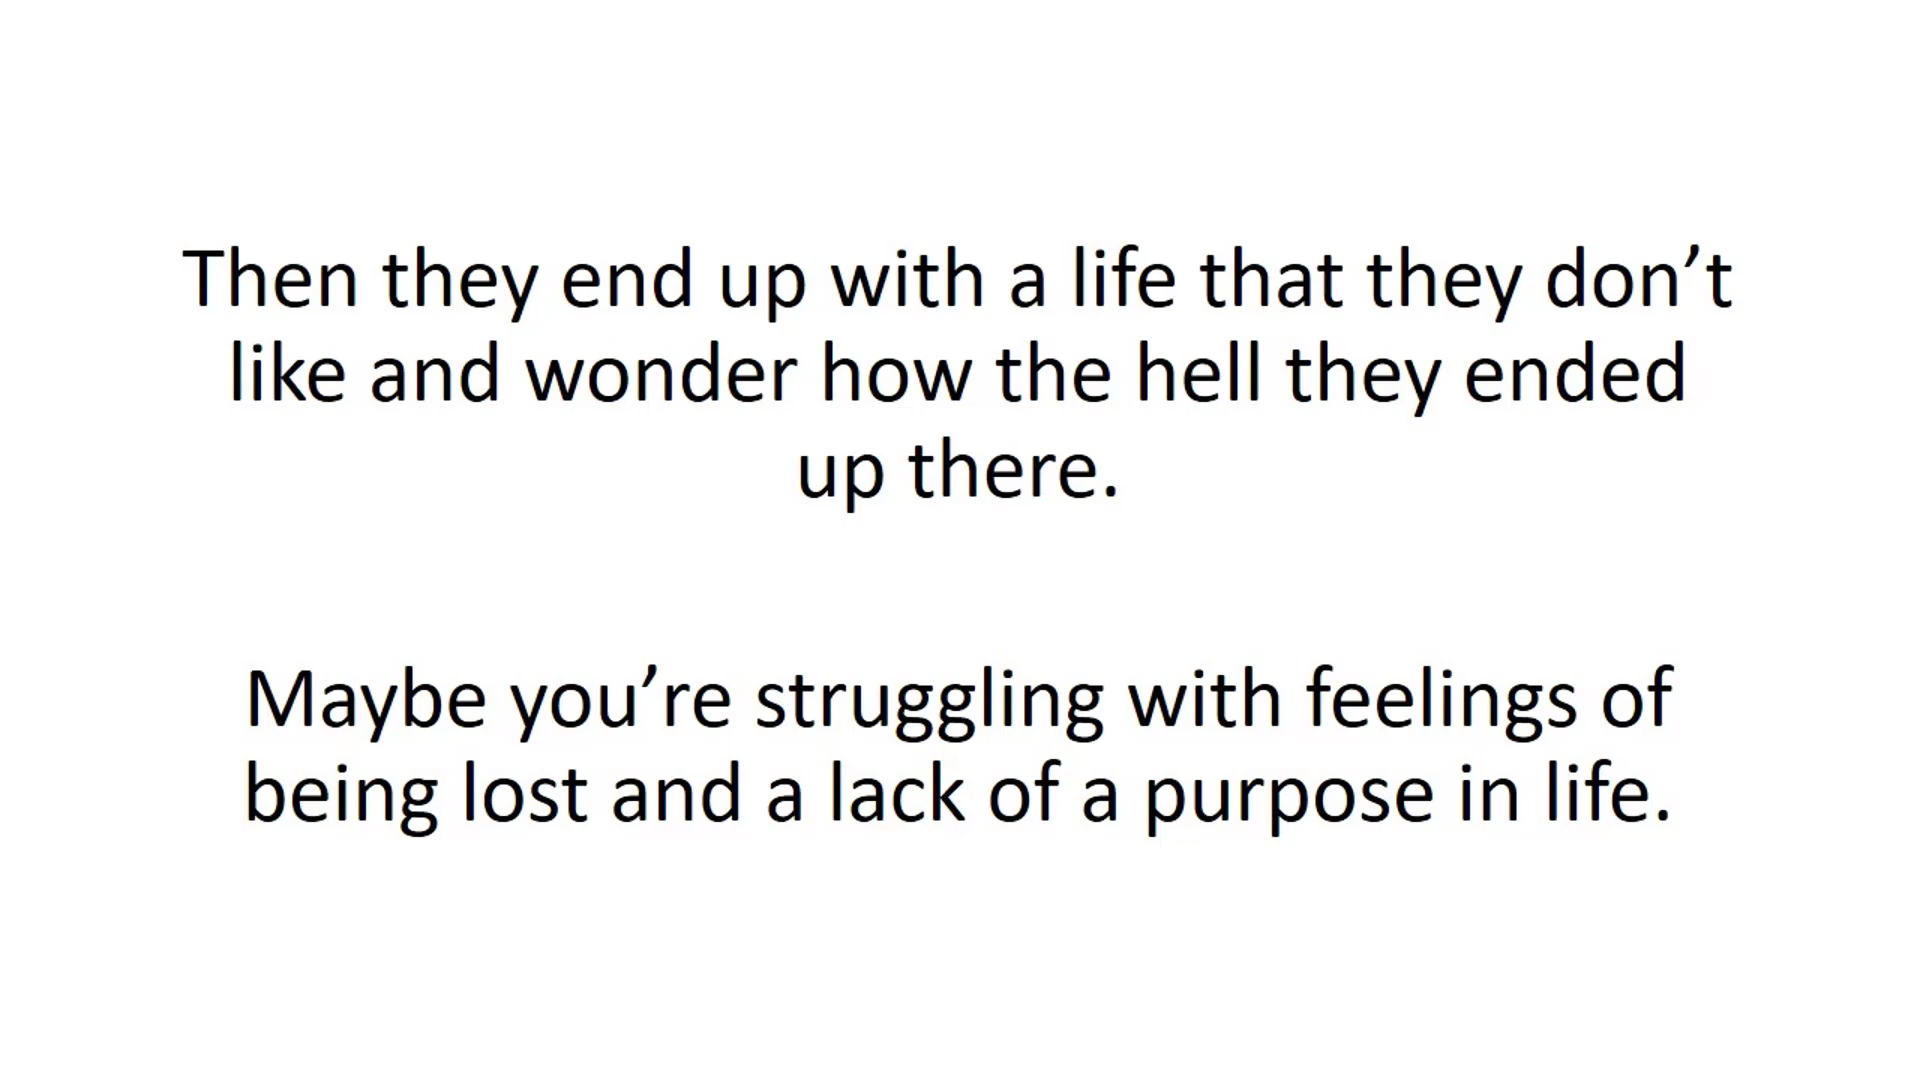 Then they end up with a life that they don’t
like and wonder how the hell they ended
up there.
Maybe you’re struggling with feelings of
being lost and a lack of a purpose in life.